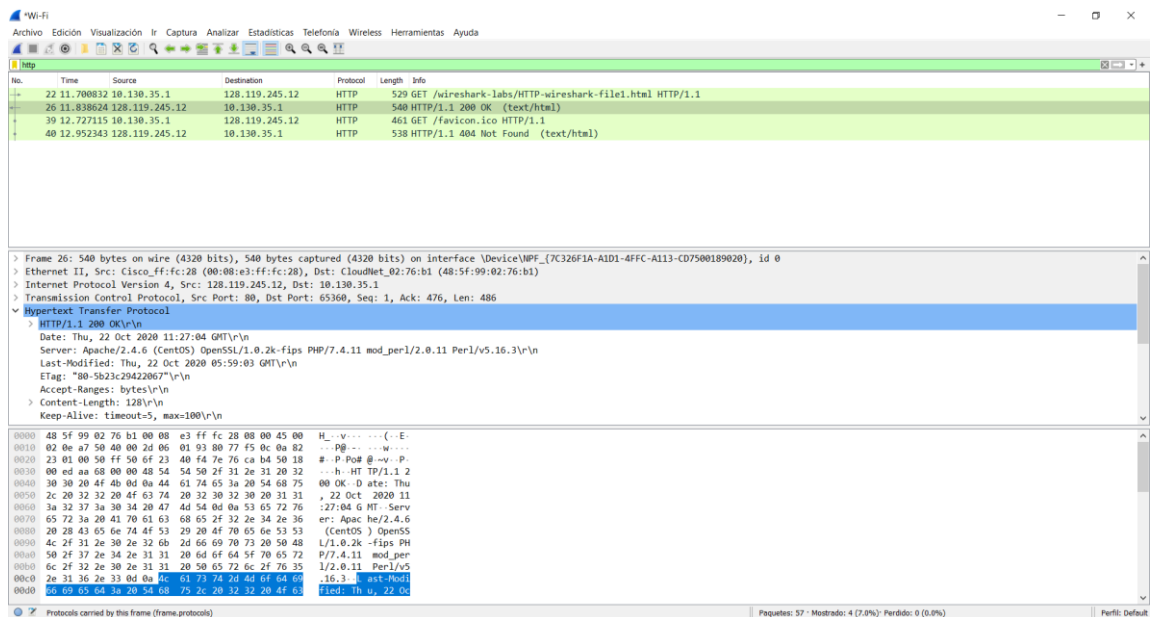 *Wi-Fi
Archivo Edición Visualización Ir Captura Analizar Estadísticas Telefonía Wireless Herramientas Ayuda
http
No. Time Source Destination Protocol Length Info
22 11.700832 10.130.35.1 128.119.245.12 HTTP 529 GET /wireshark-labs/HTTP-wireshark-file1.html HTTP/1.1
26 11.838624 128.119.245.12 10.130.35.1 HTTP 540 HTTP/1.1 200 OK (text/html)
39 12.727115 10.130.35.1 128.119.245.12 HTTP 461 GET /favicon.ico HTTP/1.1
40 12.952343 128.119.245.12 10.130.35.1 HTTP 538 HTTP/1.1 404 Not Found (text/html)
> Frame 26: 540 bytes on wire (4320 bits), 540 bytes captured (4320 bits) on interface \Device\NPF_{7C326F1A-A1D1-4FFC-A113-CD7500189020}, id 0
> Ethernet II, Src: Cisco_ff:fc:28 (00:08:e3:ff:fc:28), Dst: CloudNet_02:76:b1 (48:5f:99:02:76:b1)
> Internet Protocol Version 4, Src: 128.119.245.12, Dst: 10.130.35.1
> Transmission Control Protocol, Src Port: 80, Dst Port: 65360, Seq: 1, Ack: 476, Len: 486
Hypertext Transfer Protocol
> HTTP/1.1 200 OK\r\n
Date: Thu, 22 Oct 2020 11:27:04 GMT\r\n
Server: Apache/2.4.6 (CentOS) OpenSSL/1.0.2k-fips PHP/7.4.11 mod_perl/2.0.11 Perl/v5.16.3\r\n
Last-Modified: Thu, 22 Oct 2020 05:59:03 GMT\r\n
ETag: "80-5b23c29422067"\r\n
Accept-Ranges: bytes\r\n
> Content-Length: 128\r\n
Keep-Alive: timeout=5, max=100\r\n
0000 48 5f 99 02 76 b1 00 08 e3 ff fc 28 08 00 45 00 H_··v··· ···(··E·
0010 02 0e a7 50 40 00 2d 06 01 93 80 77 f5 0c 0a 82 ···P@·-· ···w····
0020 23 01 00 50 ff 50 6f 23 40 f4 7e 76 ca b4 50 18 #··P·Po# @·~v··P·
0030 00 ed aa 68 00 00 48 54 54 50 2f 31 2e 31 20 32 ···h··HT TP/1.1 2
0040 30 30 20 4f 4b 0d 0a 44 61 74 65 3a 20 54 68 75 00 OK··D ate: Thu
0050 2c 20 32 32 20 4f 63 74 20 32 30 32 30 20 31 31 , 22 Oct 2020 11
0060 3a 32 37 3a 30 34 20 47 4d 54 0d 0a 53 65 72 76 :27:04 G MT··Serv
0070 65 72 3a 20 41 70 61 63 68 65 2f 32 2e 34 2e 36 er: Apac he/2.4.6
0080 20 28 43 65 6e 74 4f 53 29 20 4f 70 65 6e 53 53 (CentOS ) OpenSS
0090 4c 2f 31 2e 30 2e 32 6b 2d 66 69 70 73 20 50 48 L/1.0.2k -fips PH
00a0 50 2f 37 2e 34 2e 31 31 20 6d 6f 64 5f 70 65 72 P/7.4.11 mod_per
00b0 6c 2f 32 2e 30 2e 31 31 20 50 65 72 6c 2f 76 35 l/2.0.11 Perl/v5
00c0 2e 31 36 2e 33 0d 0a 4c 61 73 74 2d 4d 6f 64 69 .16.3··L ast-Modi
00d0 66 69 65 64 3a 20 54 68 75 2c 20 32 32 20 4f 63 fied: Th u, 22 Oc
Protocols carried by this frame (frame.protocols) Paquetes: 57 · Mostrado: 4 (7.0%)· Perdido: 0 (0.0%) Perfil: Default